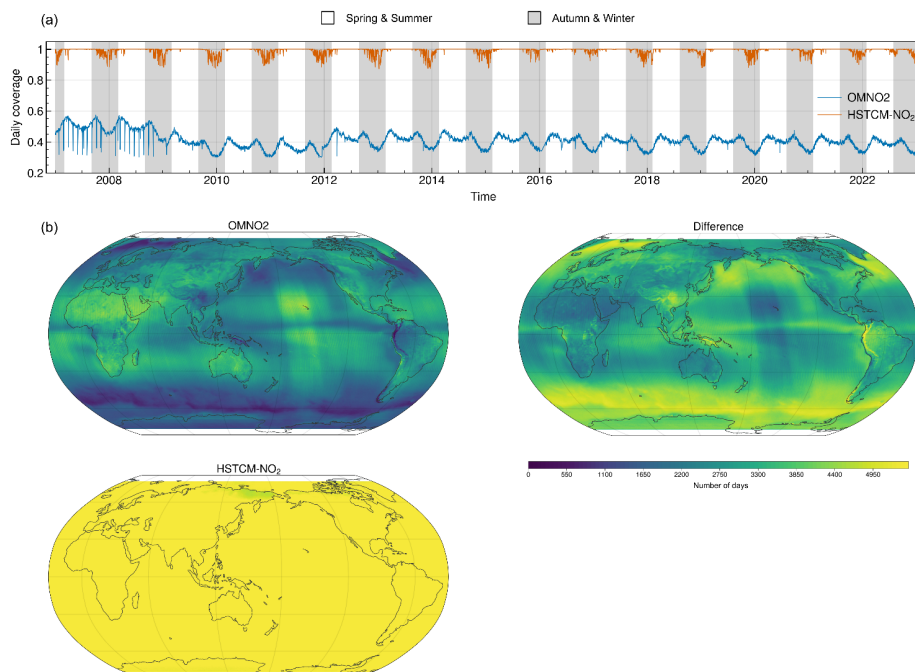 (a)
Spring & Summer
Autumn & Winter
Daily coverage
1
0.8
0.6
0.4
0.2
OMNO2
HSTCM-NO₂
2008 2010 2012 2014 2016 2018 2020 2022
Time
(b)
OMNO2
Difference
HSTCM-NO₂
0 550 1100 1650 2200 2750 3300 3850 4400 4950
Number of days